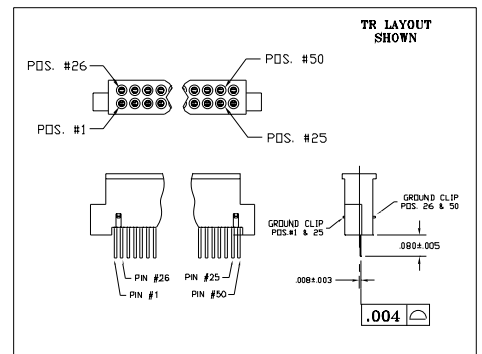 TR LAYOUT
SHOWN
POS. #26
POS. #50
POS. #1
POS. #25
GROUND CLIP
POS. 26 & 50
GROUND CLIP
POS.#1 & 25
.080±.005
PIN #26
PIN #25
.008±.003
PIN #1
PIN #50
.004